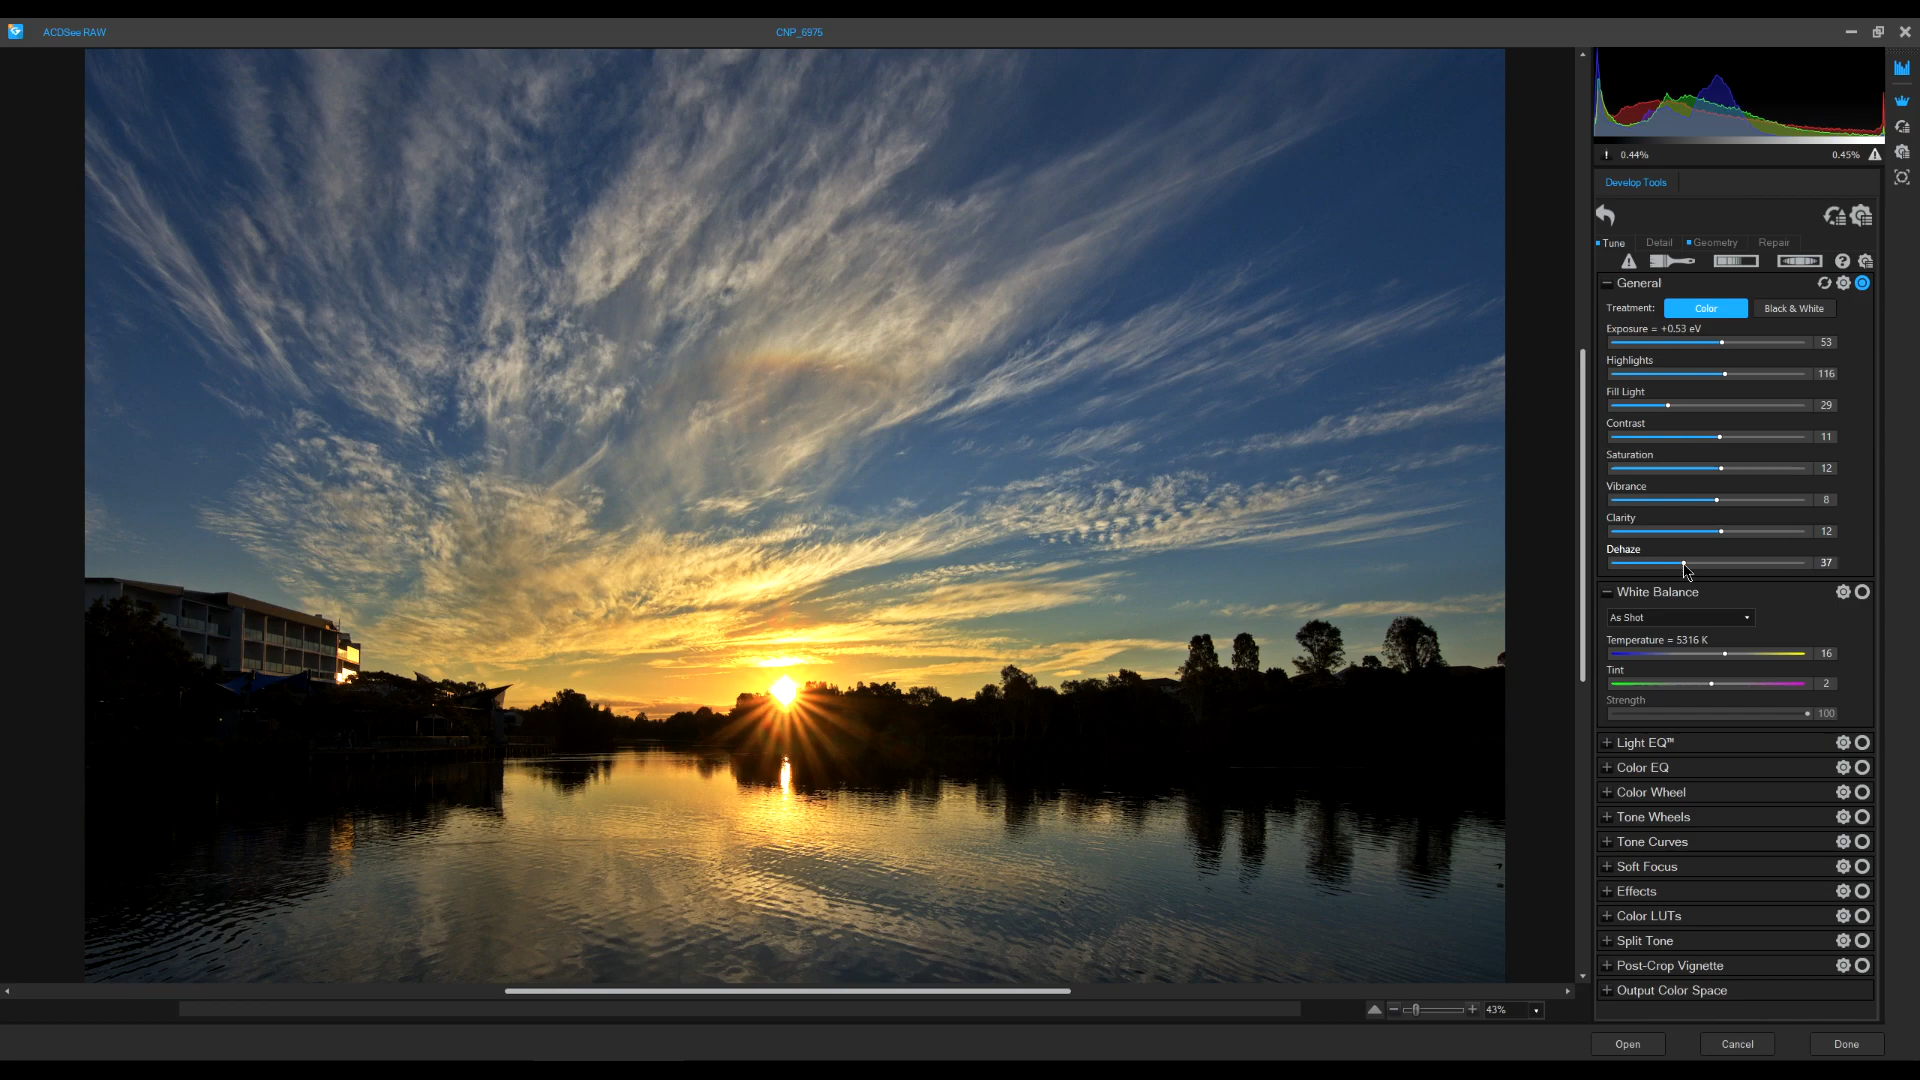 ACDSee RAW
CNP_6975
0.44%
0.45%
Develop Tools
Tune Detail Geometry Repair
General
Treatment: Color Black & White
Exposure = +0.53 eV
53
Highlights
116
Fill Light
29
Contrast
11
Saturation
12
Vibrance
8
Clarity
12
Dehaze
37
White Balance
As Shot
Temperature = 5316 K
16
Tint
2
Strength
100
Light EQ™
Color EQ
Color Wheel
Tone Wheels
Tone Curves
Soft Focus
Effects
Color LUTs
Split Tone
Post-Crop Vignette
Output Color Space
43%
Open Cancel Done